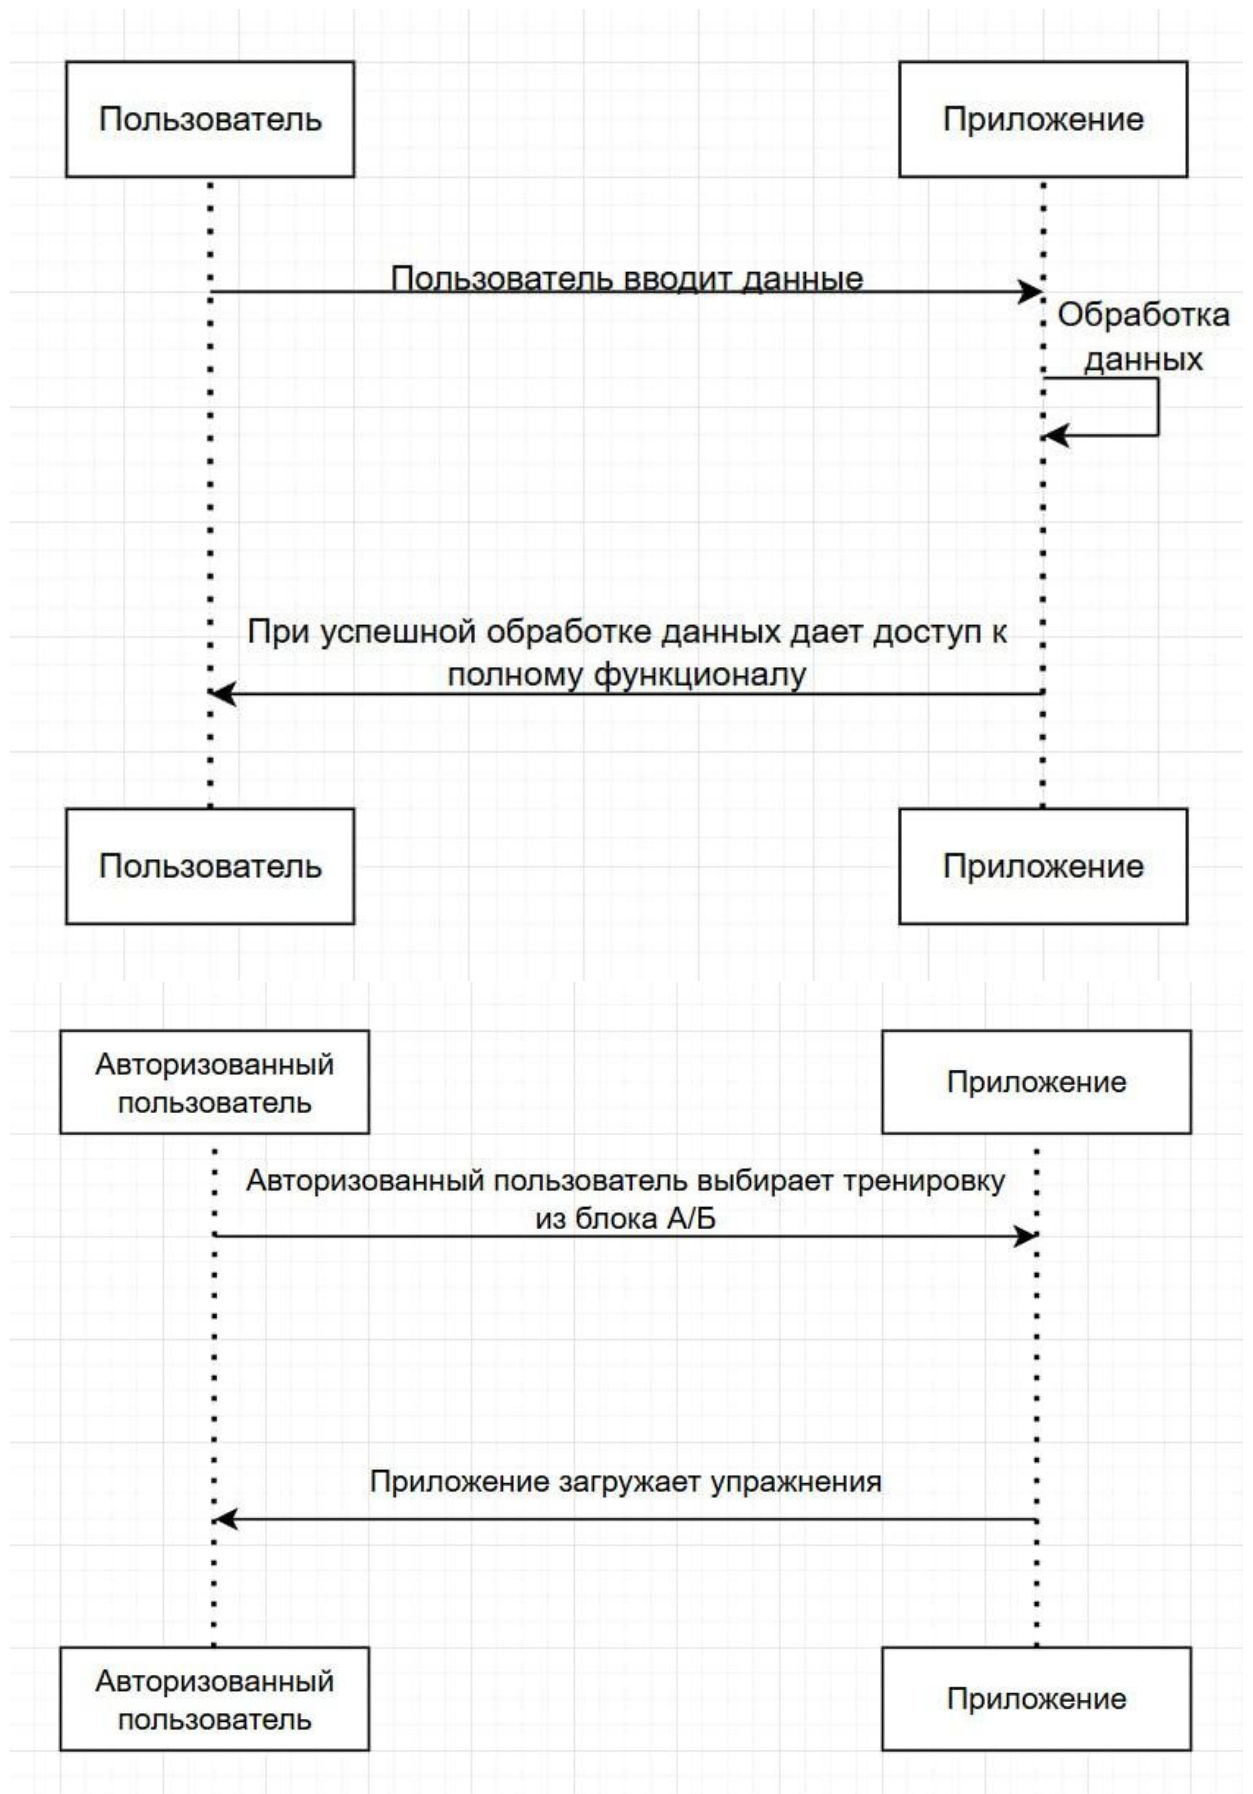 Пользователь
Приложение
Пользователь вводит данные
Обработка
данных
При успешной обработке данных дает доступ к
полному функционалу
Пользователь
Приложение
Авторизованный
пользователь
Приложение
Авторизованный пользователь выбирает тренировку
из блока А/Б
Приложение загружает упражнения
Авторизованный
пользователь
Приложение